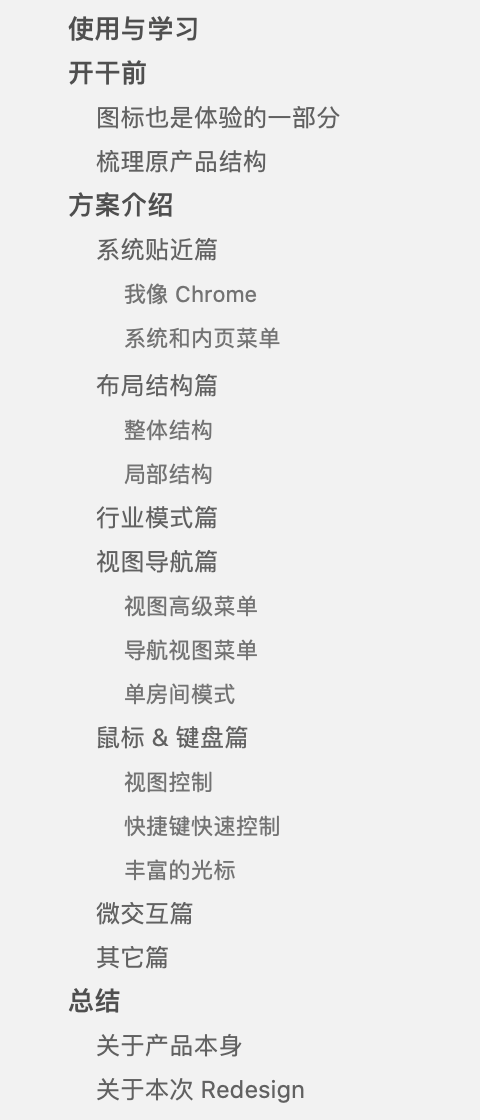 使用与学习
开干前
图标也是体验的一部分
梳理原产品结构
方案介绍
系统贴近篇
我像 Chrome
系统和内页菜单
布局结构篇
整体结构
局部结构
行业模式篇
视图导航篇
视图高级菜单
导航视图菜单
单房间模式
鼠标 & 键盘篇
视图控制
快捷键快速控制
丰富的光标
微交互篇
其它篇
总结
关于产品本身
关于本次 Redesign